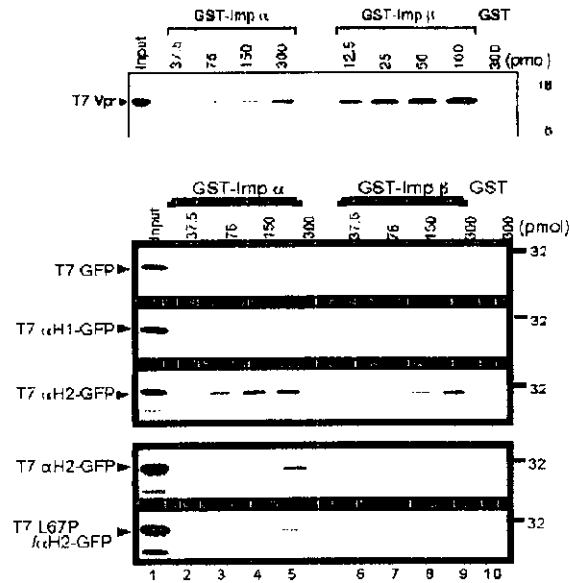 GST-Imp α GST-Imp β GST
Input 37.5 75 150 300 12.5 25 50 100 300 (pmol)
T7 Vpr
18
6
GST-Imp α GST-Imp β GST
Input 37.5 75 150 300 37.5 75 150 300 300 (pmol)
T7 GFP 32
T7 αH1-GFP 32
T7 αH2-GFP 32
T7 αH2-GFP 32
T7 L67P 32
/αH2-GFP
1 2 3 4 5 6 7 8 9 10